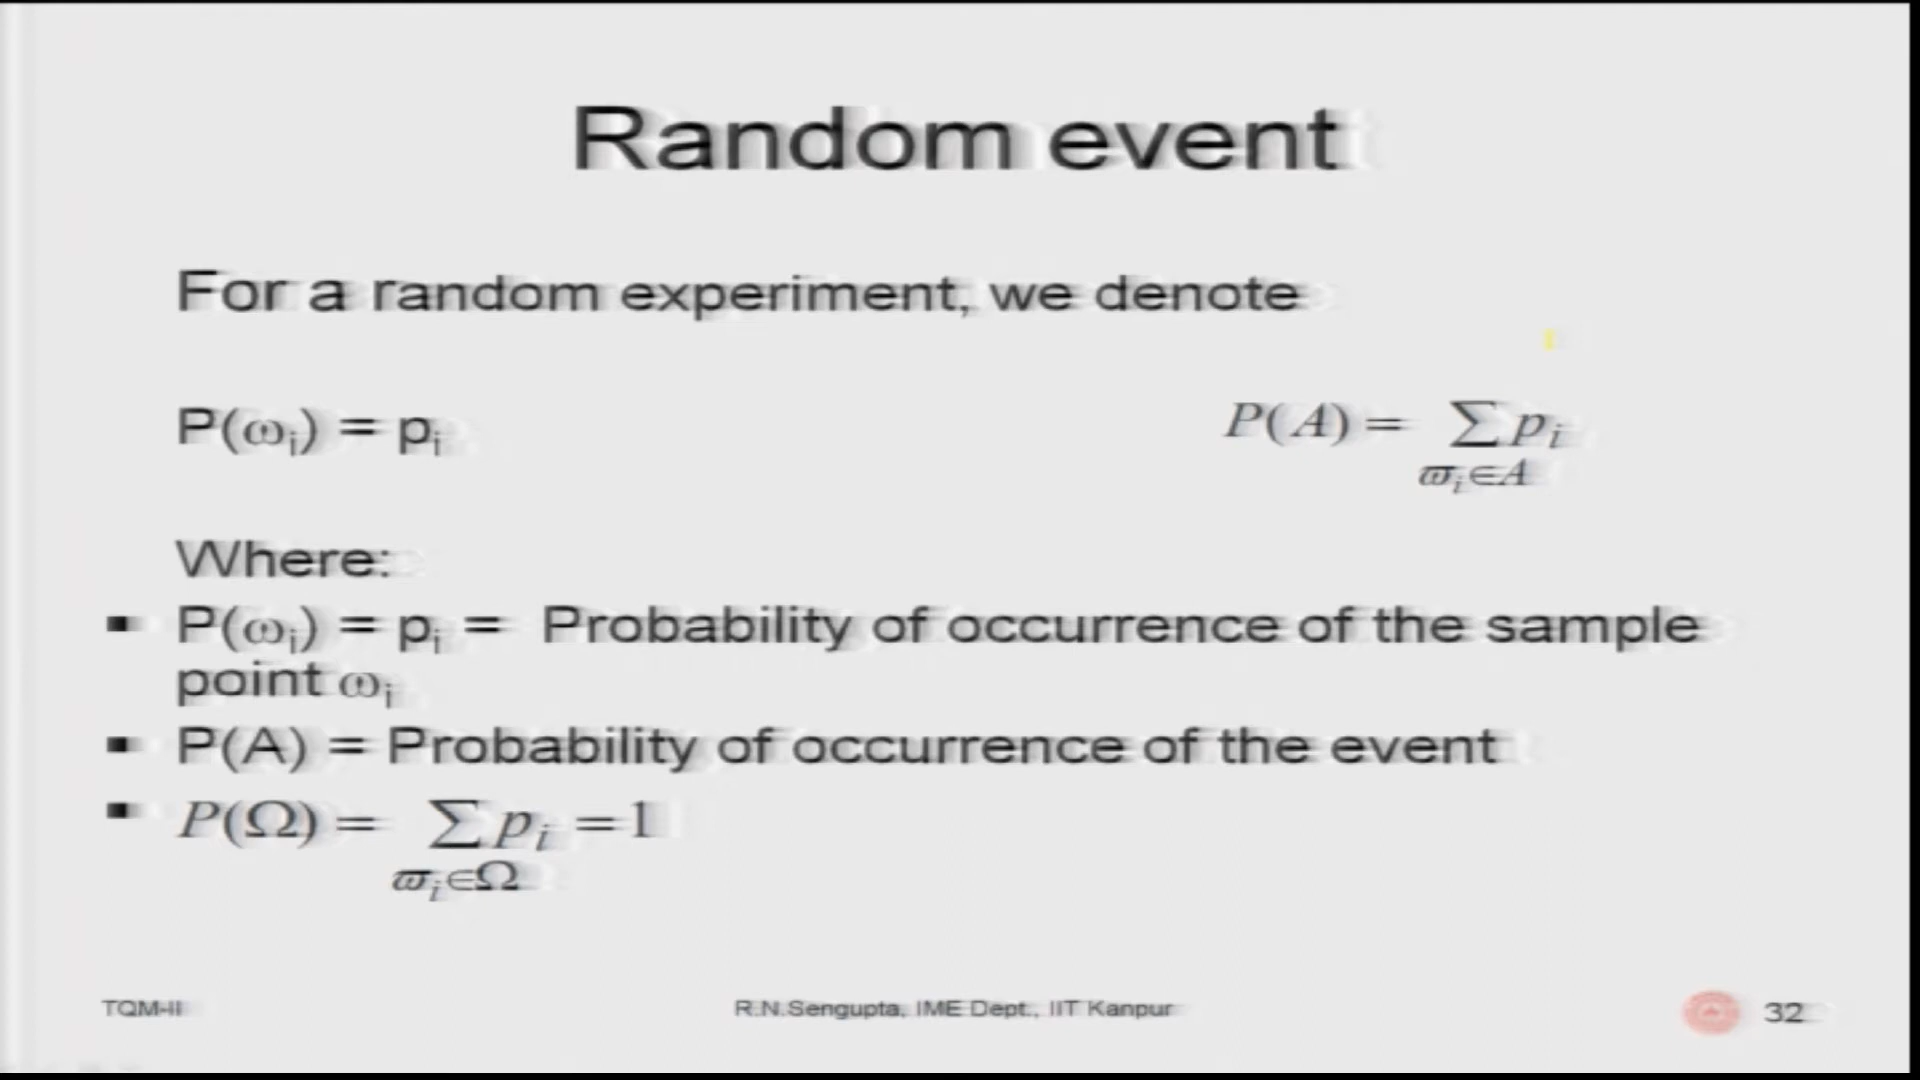 Random event
For a random experiment, we denote
P(ωi) = pi
P(A) = ∑ pi
ϖi∈A
Where:
▪ P(ωi) = pi = Probability of occurrence of the sample
point ωi
▪ P(A) = Probability of occurrence of the event
▪ P(Ω) = ∑ pi = 1
ϖi∈Ω
TQM-II
R.N.Sengupta, IME Dept., IIT Kanpur
32